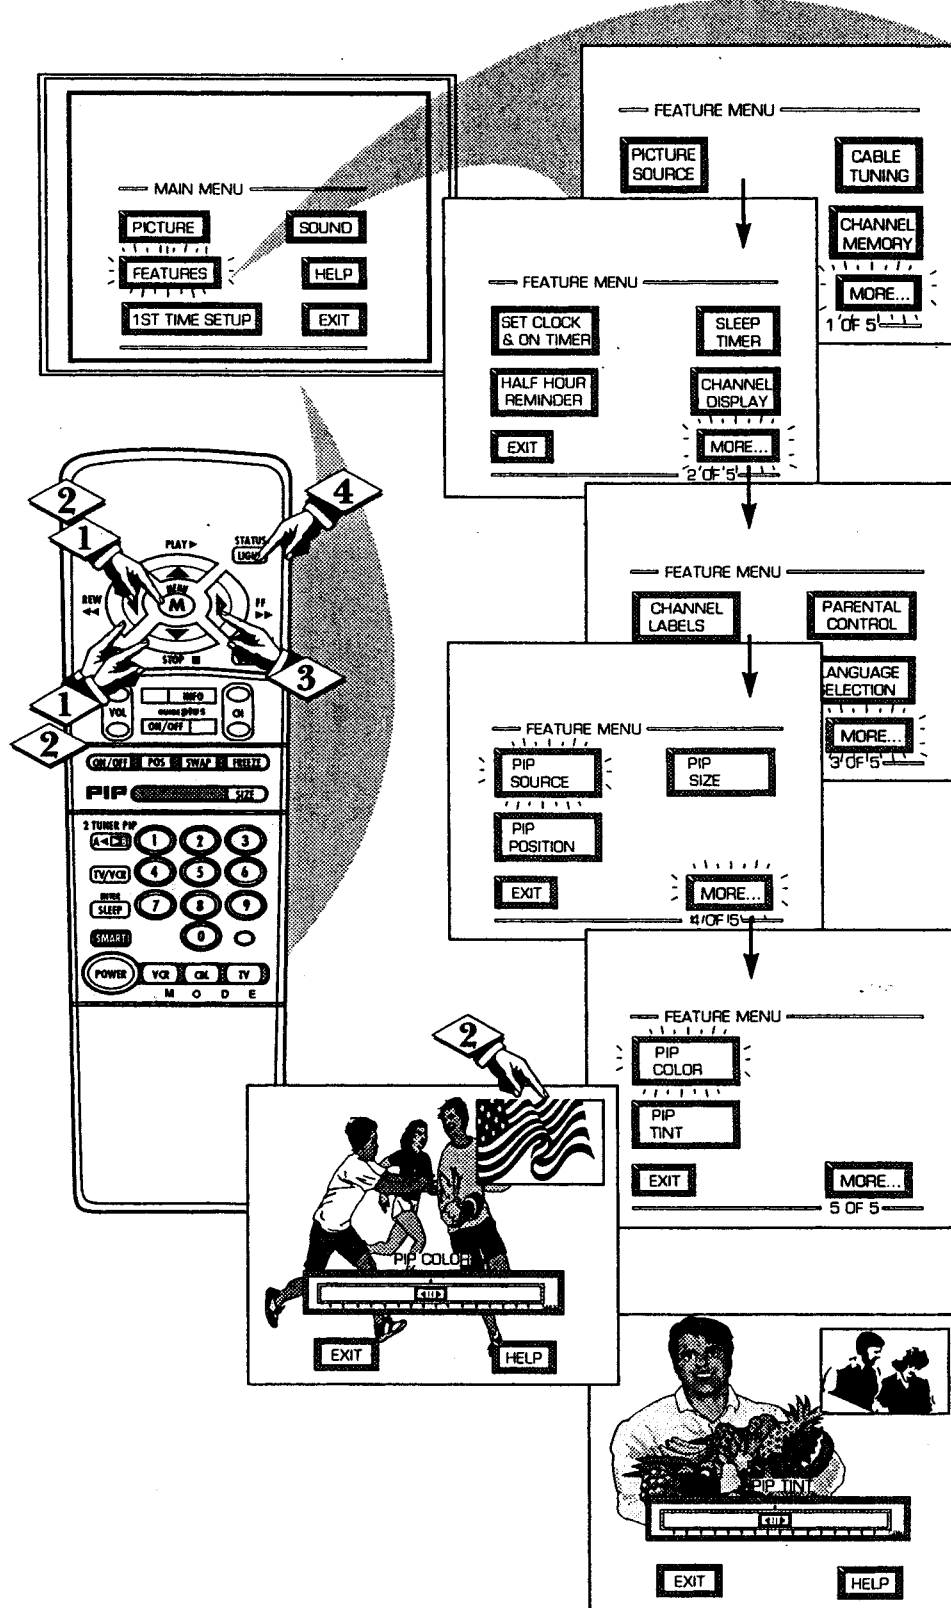 MAIN MENU
PICTURE
SOUND
FEATURES
HELP
1ST TIME SETUP
EXIT
FEATURE MENU
PICTURE
SOURCE
CABLE
TUNING
CHANNEL
MEMORY
MORE...
1 OF 5
FEATURE MENU
SET CLOCK
& ON TIMER
SLEEP
TIMER
HALF HOUR
REMINDER
CHANNEL
DISPLAY
EXIT
MORE...
2 OF 5
FEATURE MENU
CHANNEL
LABELS
PARENTAL
CONTROL
LANGUAGE
SELECTION
MORE...
3 OF 5
FEATURE MENU
PIP
SOURCE
PIP
SIZE
PIP
POSITION
EXIT
MORE...
4 OF 5
FEATURE MENU
PIP
COLOR
PIP
TINT
EXIT
MORE...
5 OF 5
2
1
4
PLAY ▶
STATUS
LIGHT
MENU
M
REW
◀◀
FF
▶▶
STOP
3
1
2
VOL
INFO
CH
ON/OFF
ON/OFF POS SWAP FREEZE
PIP SIZE
2 TUNER PIP
A◀▶B 1 2 3
TV/VCR 4 5 6
SLEEP 7 8 9
SMART 0
POWER VCR CBL TV
M O D E
2
PIP COLOR
EXIT
HELP
PIP TINT
EXIT
HELP